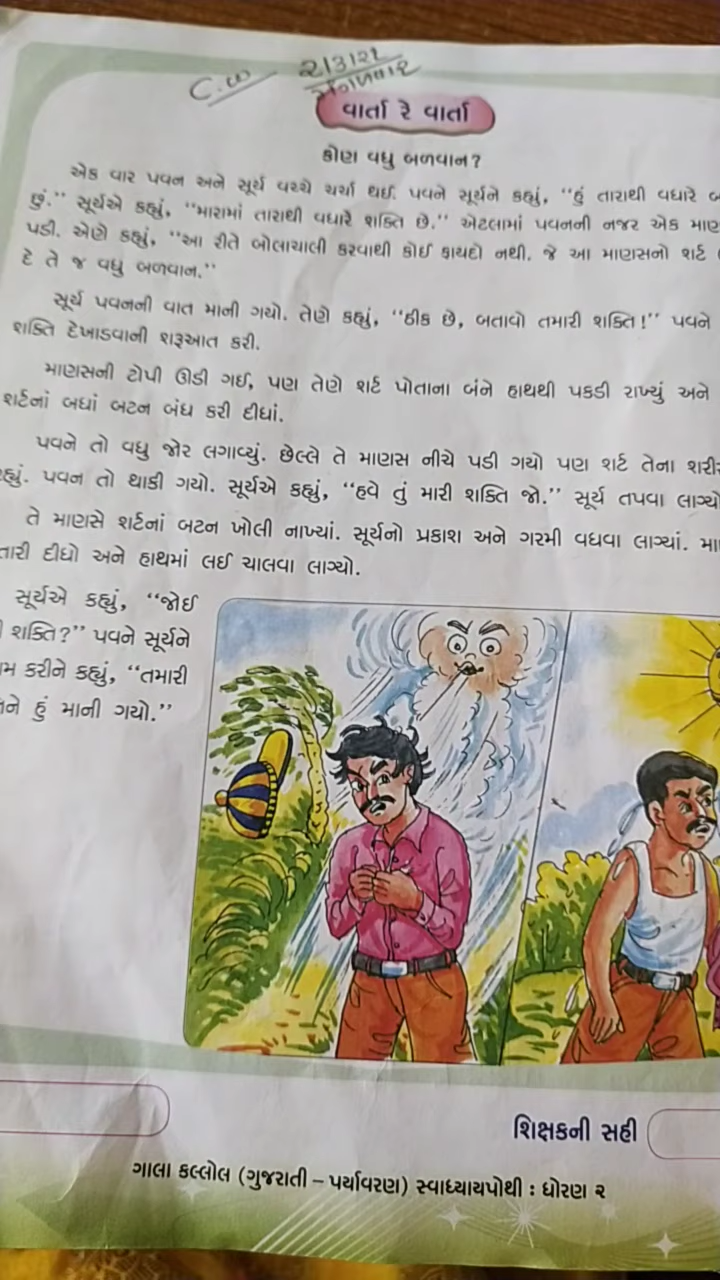 C.W
૨/૩/૨૧
મંગળવાર
વાર્તા રે વાર્તા
કોણ વધુ બળવાન?
એક વાર પવન અને સૂર્ય વચ્ચે ચર્ચા થઈ. પવને સૂર્યને કહ્યું, “હું તારાથી વધારે
છું.” સૂર્યએ કહ્યું, “મારામાં તારાથી વધારે શક્તિ છે.” એટલામાં પવનની નજર એક
પડી. એણે કહ્યું, “આ રીતે બોલાચાલી કરવાથી કોઈ ફાયદો નથી. જે આ માણસનો શર્ટ
દે તે જ વધુ બળવાન.”
સૂર્ય પવનની વાત માની ગયો. તેણે કહ્યું, “ઠીક છે, બતાવો તમારી શક્તિ!” પવને
શક્તિ દેખાડવાની શરૂઆત કરી.
માણસની ટોપી ઊડી ગઈ, પણ તેણે શર્ટ પોતાના બંને હાથથી પકડી રાખ્યું અને
શર્ટનાં બધાં બટન બંધ કરી દીધાં.
પવને તો વધુ જોર લગાવ્યું. છેલ્લે તે માણસ નીચે પડી ગયો પણ શર્ટ તેના
પવન તો થાકી ગયો. સૂર્યએ કહ્યું, “હવે તું મારી શક્તિ જો.” સૂર્ય તપવા લાગ્યો
તે માણસે શર્ટનાં બટન ખોલી નાખ્યાં. સૂર્યનો પ્રકાશ અને ગરમી વધવા લાગ્યાં.
દીધો અને હાથમાં લઈ ચાલવા લાગ્યો.
સૂર્યએ કહ્યું, “જોઈ
શક્તિ?” પવને સૂર્યને
કરીને કહ્યું, “તમારી
હું માની ગયો.”
શિક્ષકની સહી
ગાલા કલ્લોલ (ગુજરાતી – પર્યાવરણ) સ્વાધ્યાયપોથી : ધોરણ ૨